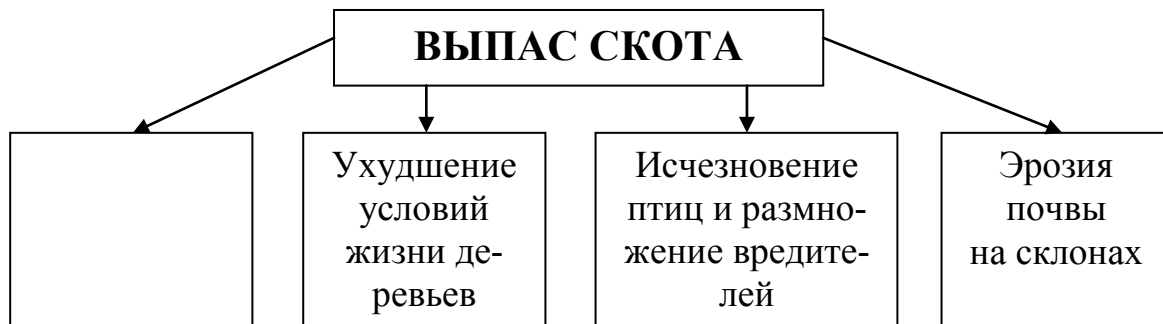 ВЫПАС СКОТА
Ухудшение
условий
жизни де-
ревьев
Исчезновение
птиц и размно-
жение вредите-
лей
Эрозия
почвы
на склонах